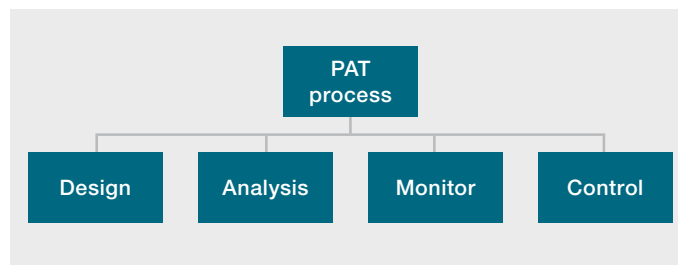 PAT
process
Design
Analysis
Monitor
Control